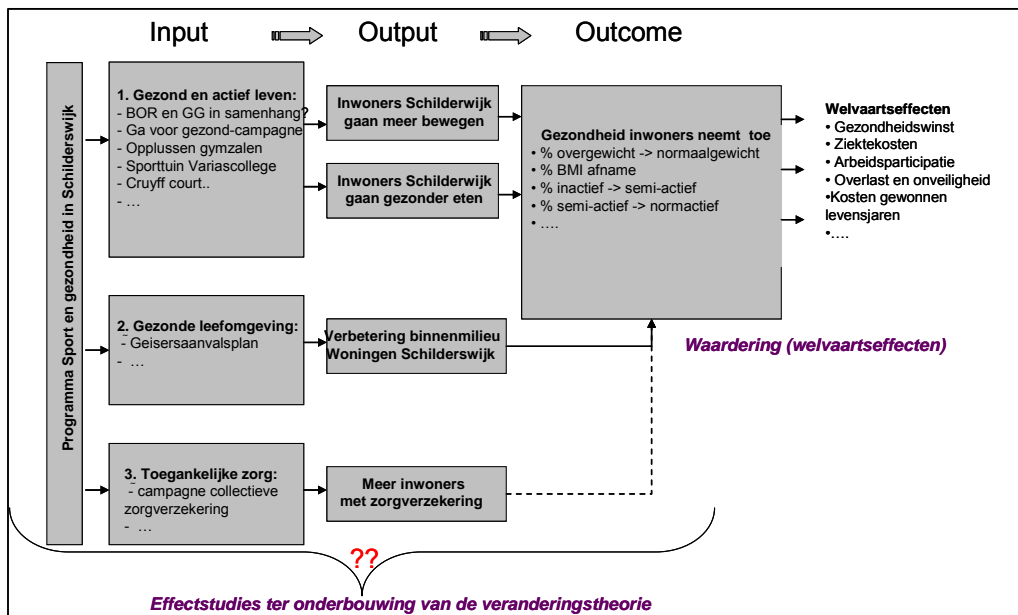 Input
Output
Outcome
Programma Sport en gezondheid in Schilderswijk
1. Gezond en actief leven:
- BOR en GG in samenhang?
- Ga voor gezond-campagne
- Opplussen gymzalen
- Sporttuin Variascollege
- Cruyff court..
- …
Inwoners Schilderwijk
gaan meer bewegen
Inwoners Schilderwijk
gaan gezonder eten
Gezondheid inwoners neemt toe
• % overgewicht -> normaalgewicht
• % BMI afname
• % inactief -> semi-actief
• % semi-actief -> normactief
• ….
Welvaartseffecten
• Gezondheidswinst
• Ziektekosten
• Arbeidsparticipatie
• Overlast en onveiligheid
•Kosten gewonnen
levensjaren
•….
2. Gezonde leefomgeving:
- Geisersaanvalsplan
- …
Verbetering binnenmilieu
Woningen Schilderswijk
Waardering (welvaartseffecten)
3. Toegankelijke zorg:
- campagne collectieve
zorgverzekering
- …
Meer inwoners
met zorgverzekering
??
Effectstudies ter onderbouwing van de veranderingstheorie